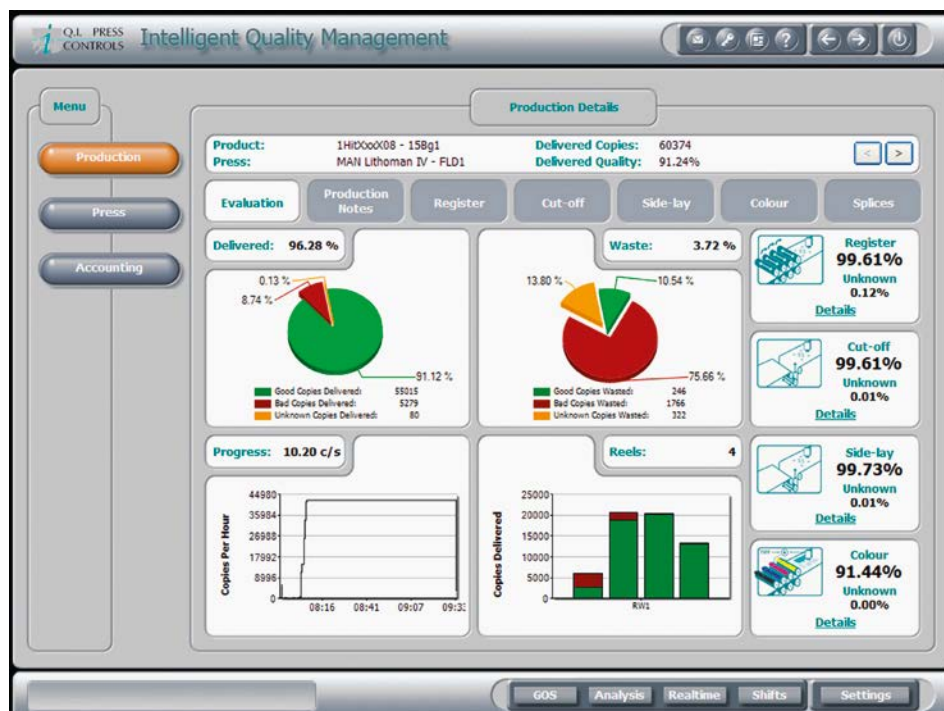 Q.I. PRESS
CONTROLS
Intelligent Quality Management
Menu
Production Details
Production
Press
Accounting
Product: 1HitXxxX08 - 15Bg1 Delivered Copies: 60374
Press: MAN Lithoman IV - FLD1 Delivered Quality: 91.24%
< >
Evaluation
Production
Notes
Register
Cut-off
Side-lay
Colour
Splices
Delivered: 96.28 %
0.13 %
8.74 %
91.12 %
Good Copies Delivered: 55015
Bad Copies Delivered: 5279
Unknown Copies Delivered: 80
Waste: 3.72 %
13.80 %
10.54 %
75.66 %
Good Copies Wasted: 246
Bad Copies Wasted: 1766
Unknown Copies Wasted: 322
Register
99.61%
Unknown
0.12%
Details
Cut-off
99.61%
Unknown
0.01%
Details
Progress: 10.20 c/s
Copies Per Hour
44980
35984
26988
17992
8996
0
08:16 08:41 09:07 09:33
Reels: 4
Copies Delivered
25000
20000
15000
10000
5000
0
RW1
Side-lay
99.73%
Unknown
0.01%
Details
Colour
91.44%
Unknown
0.00%
Details
GOS Analysis Realtime Shifts Settings